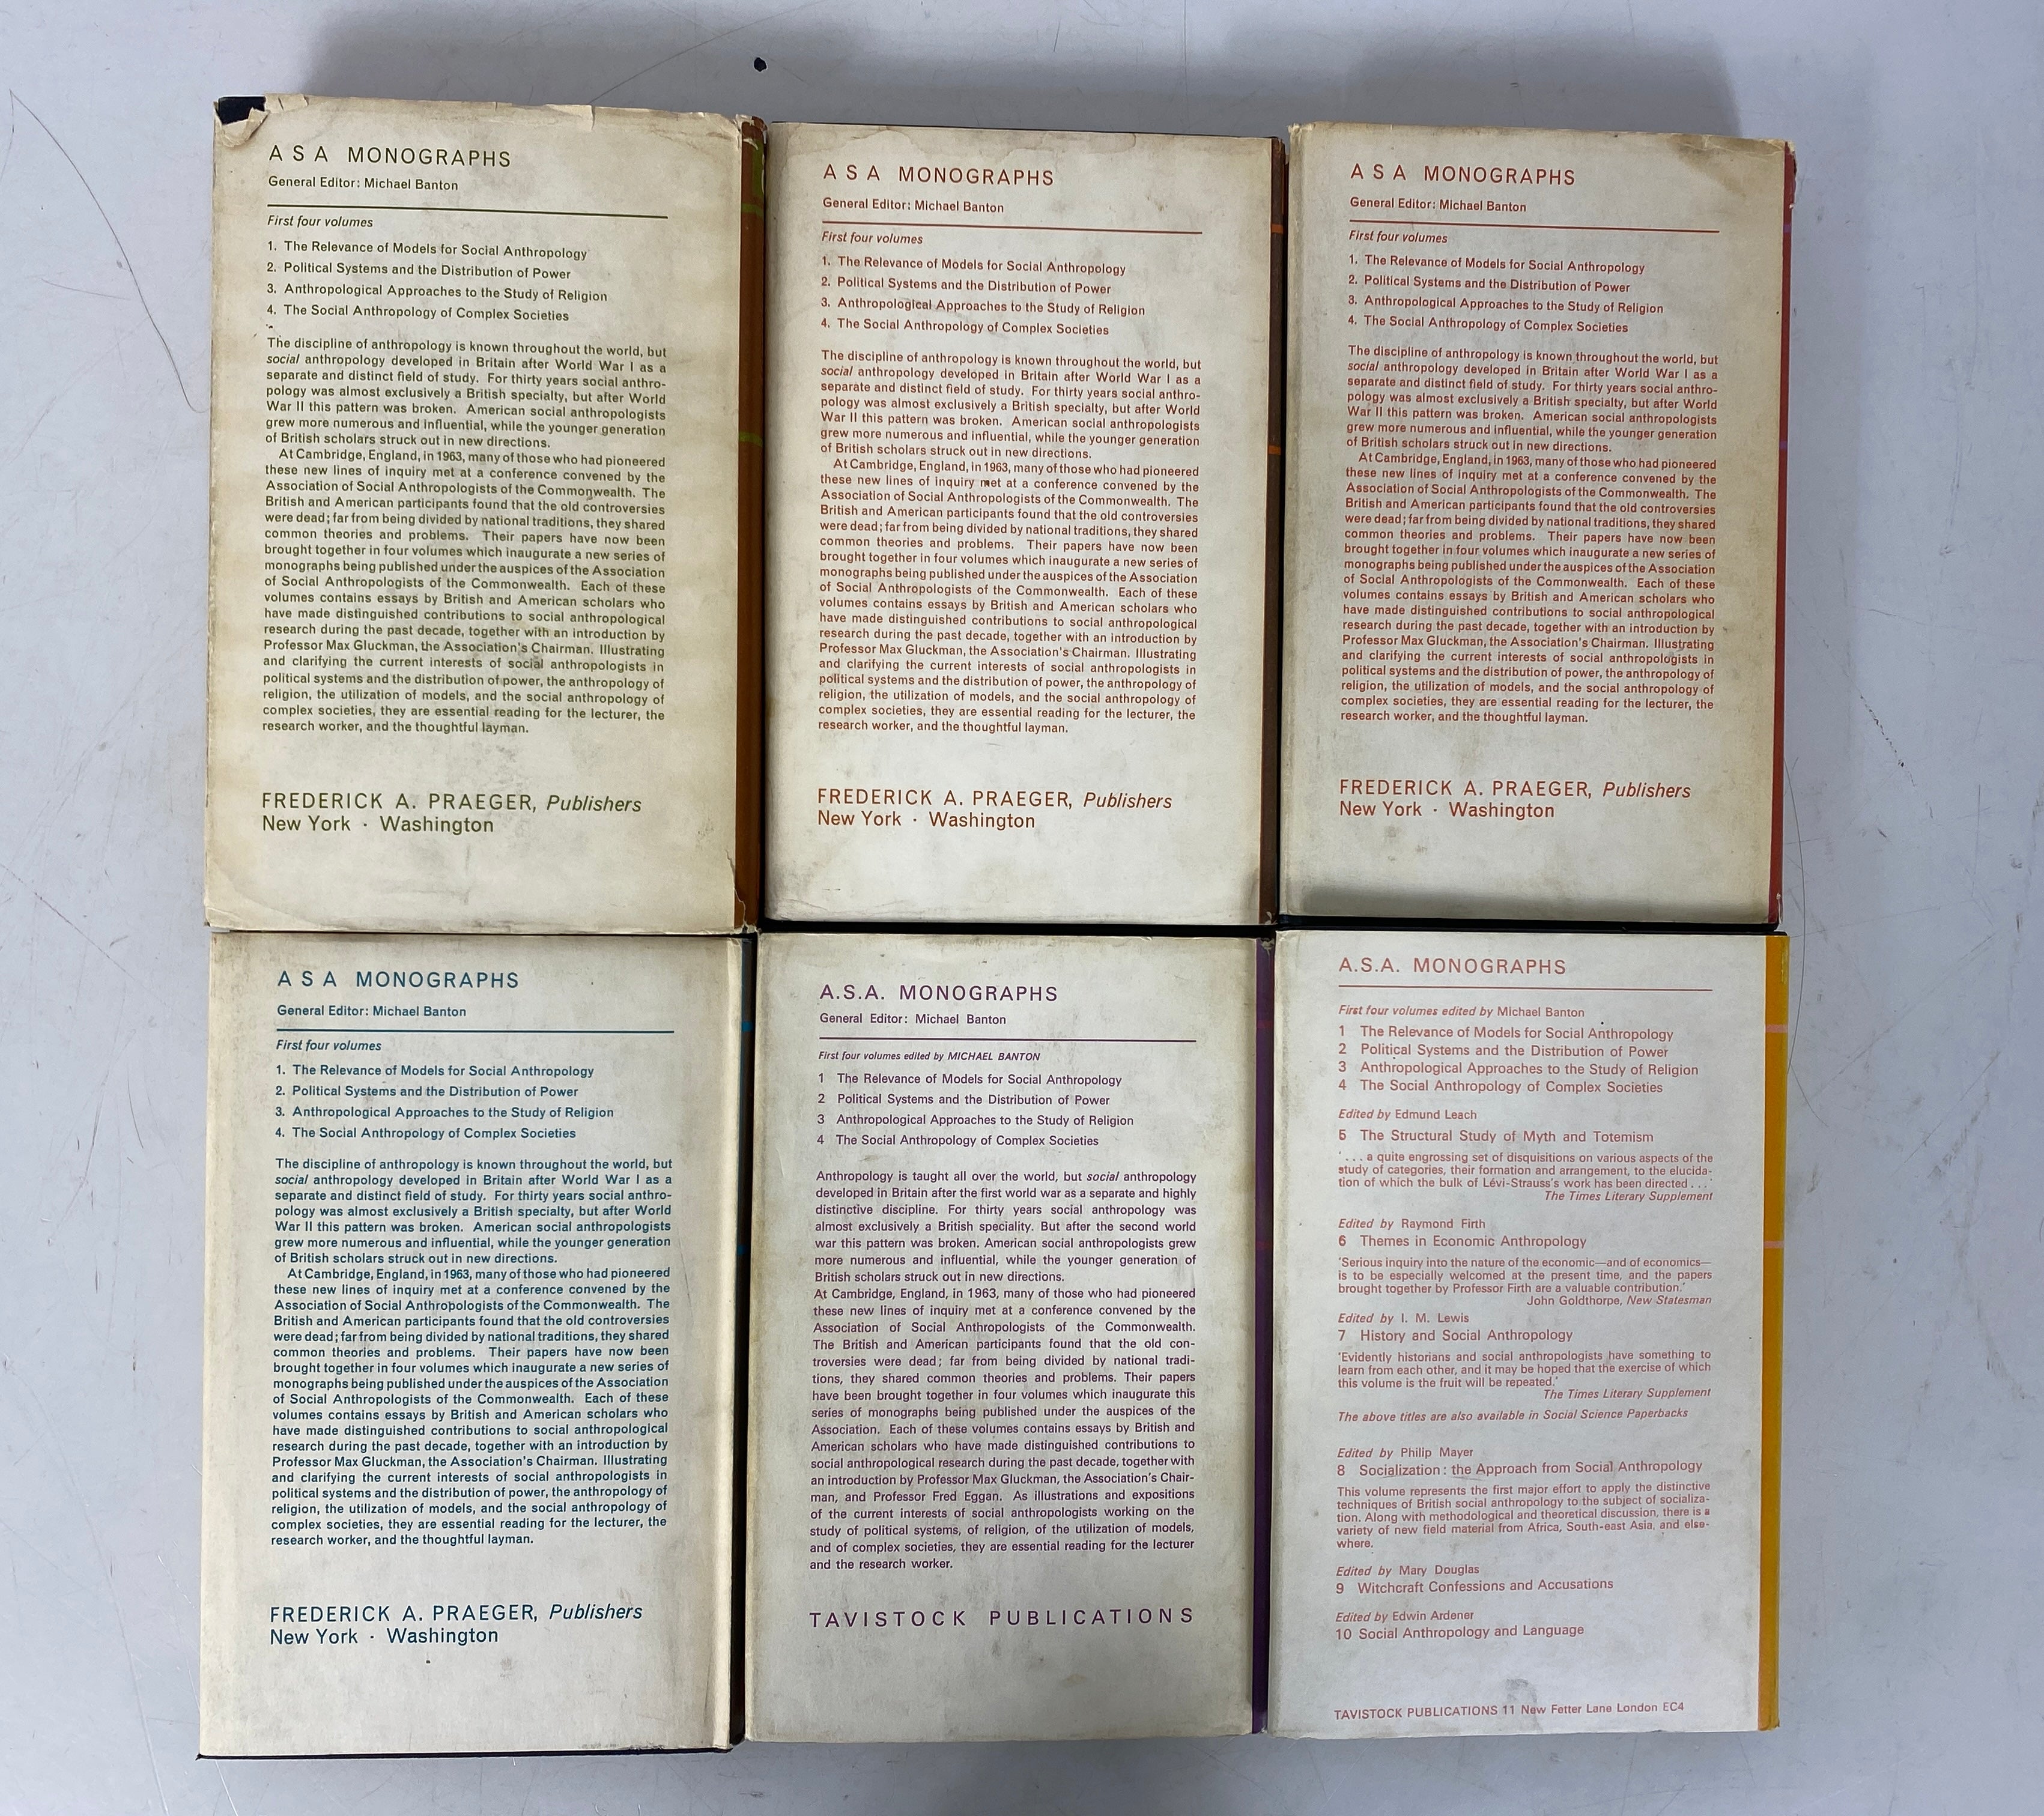 A S A MONOGRAPHS
General Editor: Michael Banton
First four volumes
1. The Relevance of Models for Social Anthropology
2. Political Systems and the Distribution of Power
3. Anthropological Approaches to the Study of Religion
4. The Social Anthropology of Complex Societies
The discipline of anthropology is known throughout the world, but
social anthropology developed in Britain after World War I as a
separate and distinct field of study. For thirty years social anthro-
pology was almost exclusively a British specialty, but after World
War II this pattern was broken. American social anthropologists
grew more numerous and influential, while the younger generation
of British scholars struck out in new directions.
At Cambridge, England, in 1963, many of those who had pioneered
these new lines of inquiry met at a conference convened by the
Association of Social Anthropologists of the Commonwealth. The
British and American participants found that the old controversies
were dead; far from being divided by national traditions, they shared
common theories and problems. Their papers have now been
brought together in four volumes which inaugurate a new series of
monographs being published under the auspices of the Association
of Social Anthropologists of the Commonwealth. Each of these
volumes contains essays by British and American scholars who
have made distinguished contributions to social anthropological
research during the past decade, together with an introduction by
Professor Max Gluckman, the Association's Chairman. Illustrating
and clarifying the current interests of social anthropologists in
political systems and the distribution of power, the anthropology of
religion, the utilization of models, and the social anthropology of
complex societies, they are essential reading for the lecturer, the
research worker, and the thoughtful layman.
FREDERICK A. PRAEGER, Publishers
New York · Washington
A S A MONOGRAPHS
General Editor: Michael Banton
First four volumes
1. The Relevance of Models for Social Anthropology
2. Political Systems and the Distribution of Power
3. Anthropological Approaches to the Study of Religion
4. The Social Anthropology of Complex Societies
The discipline of anthropology is known throughout the world, but
social anthropology developed in Britain after World War I as a
separate and distinct field of study. For thirty years social anthro-
pology was almost exclusively a British specialty, but after World
War II this pattern was broken. American social anthropologists
grew more numerous and influential, while the younger generation
of British scholars struck out in new directions.
At Cambridge, England, in 1963, many of those who had pioneered
these new lines of inquiry met at a conference convened by the
Association of Social Anthropologists of the Commonwealth. The
British and American participants found that the old controversies
were dead; far from being divided by national traditions, they shared
common theories and problems. Their papers have now been
brought together in four volumes which inaugurate a new series of
monographs being published under the auspices of the Association
of Social Anthropologists of the Commonwealth. Each of these
volumes contains essays by British and American scholars who
have made distinguished contributions to social anthropological
research during the past decade, together with an introduction by
Professor Max Gluckman, the Association's Chairman. Illustrating
and clarifying the current interests of social anthropologists in
political systems and the distribution of power, the anthropology of
religion, the utilization of models, and the social anthropology of
complex societies, they are essential reading for the lecturer, the
research worker, and the thoughtful layman.
FREDERICK A. PRAEGER, Publishers
New York · Washington
A S A MONOGRAPHS
General Editor: Michael Banton
First four volumes
1. The Relevance of Models for Social Anthropology
2. Political Systems and the Distribution of Power
3. Anthropological Approaches to the Study of Religion
4. The Social Anthropology of Complex Societies
The discipline of anthropology is known throughout the world, but
social anthropology developed in Britain after World War I as a
separate and distinct field of study. For thirty years social anthro-
pology was almost exclusively a British specialty, but after World
War II this pattern was broken. American social anthropologists
grew more numerous and influential, while the younger generation
of British scholars struck out in new directions.
At Cambridge, England, in 1963, many of those who had pioneered
these new lines of inquiry met at a conference convened by the
Association of Social Anthropologists of the Commonwealth. The
British and American participants found that the old controversies
were dead; far from being divided by national traditions, they shared
common theories and problems. Their papers have now been
brought together in four volumes which inaugurate a new series of
monographs being published under the auspices of the Association
of Social Anthropologists of the Commonwealth. Each of these
volumes contains essays by British and American scholars who
have made distinguished contributions to social anthropological
research during the past decade, together with an introduction by
Professor Max Gluckman, the Association's Chairman. Illustrating
and clarifying the current interests of social anthropologists in
political systems and the distribution of power, the anthropology of
religion, the utilization of models, and the social anthropology of
complex societies, they are essential reading for the lecturer, the
research worker, and the thoughtful layman.
FREDERICK A. PRAEGER, Publishers
New York · Washington
A S A MONOGRAPHS
General Editor: Michael Banton
First four volumes
1. The Relevance of Models for Social Anthropology
2. Political Systems and the Distribution of Power
3. Anthropological Approaches to the Study of Religion
4. The Social Anthropology of Complex Societies
The discipline of anthropology is known throughout the world, but
social anthropology developed in Britain after World War I as a
separate and distinct field of study. For thirty years social anthro-
pology was almost exclusively a British specialty, but after World
War II this pattern was broken. American social anthropologists
grew more numerous and influential, while the younger generation
of British scholars struck out in new directions.
At Cambridge, England, in 1963, many of those who had pioneered
these new lines of inquiry met at a conference convened by the
Association of Social Anthropologists of the Commonwealth. The
British and American participants found that the old controversies
were dead; far from being divided by national traditions, they shared
common theories and problems. Their papers have now been
brought together in four volumes which inaugurate a new series of
monographs being published under the auspices of the Association
of Social Anthropologists of the Commonwealth. Each of these
volumes contains essays by British and American scholars who
have made distinguished contributions to social anthropological
research during the past decade, together with an introduction by
Professor Max Gluckman, the Association's Chairman. Illustrating
and clarifying the current interests of social anthropologists in
political systems and the distribution of power, the anthropology of
religion, the utilization of models, and the social anthropology of
complex societies, they are essential reading for the lecturer, the
research worker, and the thoughtful layman.
FREDERICK A. PRAEGER, Publishers
New York · Washington
A.S.A. MONOGRAPHS
General Editor: Michael Banton
First four volumes edited by MICHAEL BANTON
1 The Relevance of Models for Social Anthropology
2 Political Systems and the Distribution of Power
3 Anthropological Approaches to the Study of Religion
4 The Social Anthropology of Complex Societies
Anthropology is taught all over the world, but social anthropology
developed in Britain after the first world war as a separate and highly
distinctive discipline. For thirty years social anthropology was
almost exclusively a British speciality. But after the second world
war this pattern was broken. American social anthropologists grew
more numerous and influential, while the younger generation of
British scholars struck out in new directions.
At Cambridge, England, in 1963, many of those who had pioneered
these new lines of inquiry met at a conference convened by the
Association of Social Anthropologists of the Commonwealth.
The British and American participants found that the old con-
troversies were dead; far from being divided by national tradi-
tions, they shared common theories and problems. Their papers
have been brought together in four volumes which inaugurate this
series of monographs being published under the auspices of the
Association. Each of these volumes contains essays by British and
American scholars who have made distinguished contributions to
social anthropological research during the past decade, together with
an introduction by Professor Max Gluckman, the Association's Chair-
man, and Professor Fred Eggan. As illustrations and expositions
of the current interests of social anthropologists working on the
study of political systems, of religion, of the utilization of models,
and of complex societies, they are essential reading for the lecturer
and the research worker.
TAVISTOCK PUBLICATIONS
A.S.A. MONOGRAPHS
First four volumes edited by Michael Banton
1 The Relevance of Models for Social Anthropology
2 Political Systems and the Distribution of Power
3 Anthropological Approaches to the Study of Religion
4 The Social Anthropology of Complex Societies
Edited by Edmund Leach
5 The Structural Study of Myth and Totemism
'. . . a quite engrossing set of disquisitions on various aspects of the
study of categories, their formation and arrangement, to the elucida-
tion of which the bulk of Lévi-Strauss's work has been directed . . .'
The Times Literary Supplement
Edited by Raymond Firth
6 Themes in Economic Anthropology
'Serious inquiry into the nature of the economic—and of economics—
is to be especially welcomed at the present time, and the papers
brought together by Professor Firth are a valuable contribution.'
John Goldthorpe, New Statesman
Edited by I. M. Lewis
7 History and Social Anthropology
'Evidently historians and social anthropologists have something to
learn from each other, and it may be hoped that the exercise of which
this volume is the fruit will be repeated.'
The Times Literary Supplement
The above titles are also available in Social Science Paperbacks
Edited by Philip Mayer
8 Socialization: the Approach from Social Anthropology
This volume represents the first major effort to apply the distinctive
techniques of British social anthropology to the subject of socializa-
tion. Along with methodological and theoretical discussion, there is a
variety of new field material from Africa, South-east Asia, and else-
where.
Edited by Mary Douglas
9 Witchcraft Confessions and Accusations
Edited by Edwin Ardener
10 Social Anthropology and Language
TAVISTOCK PUBLICATIONS 11 New Fetter Lane London EC4